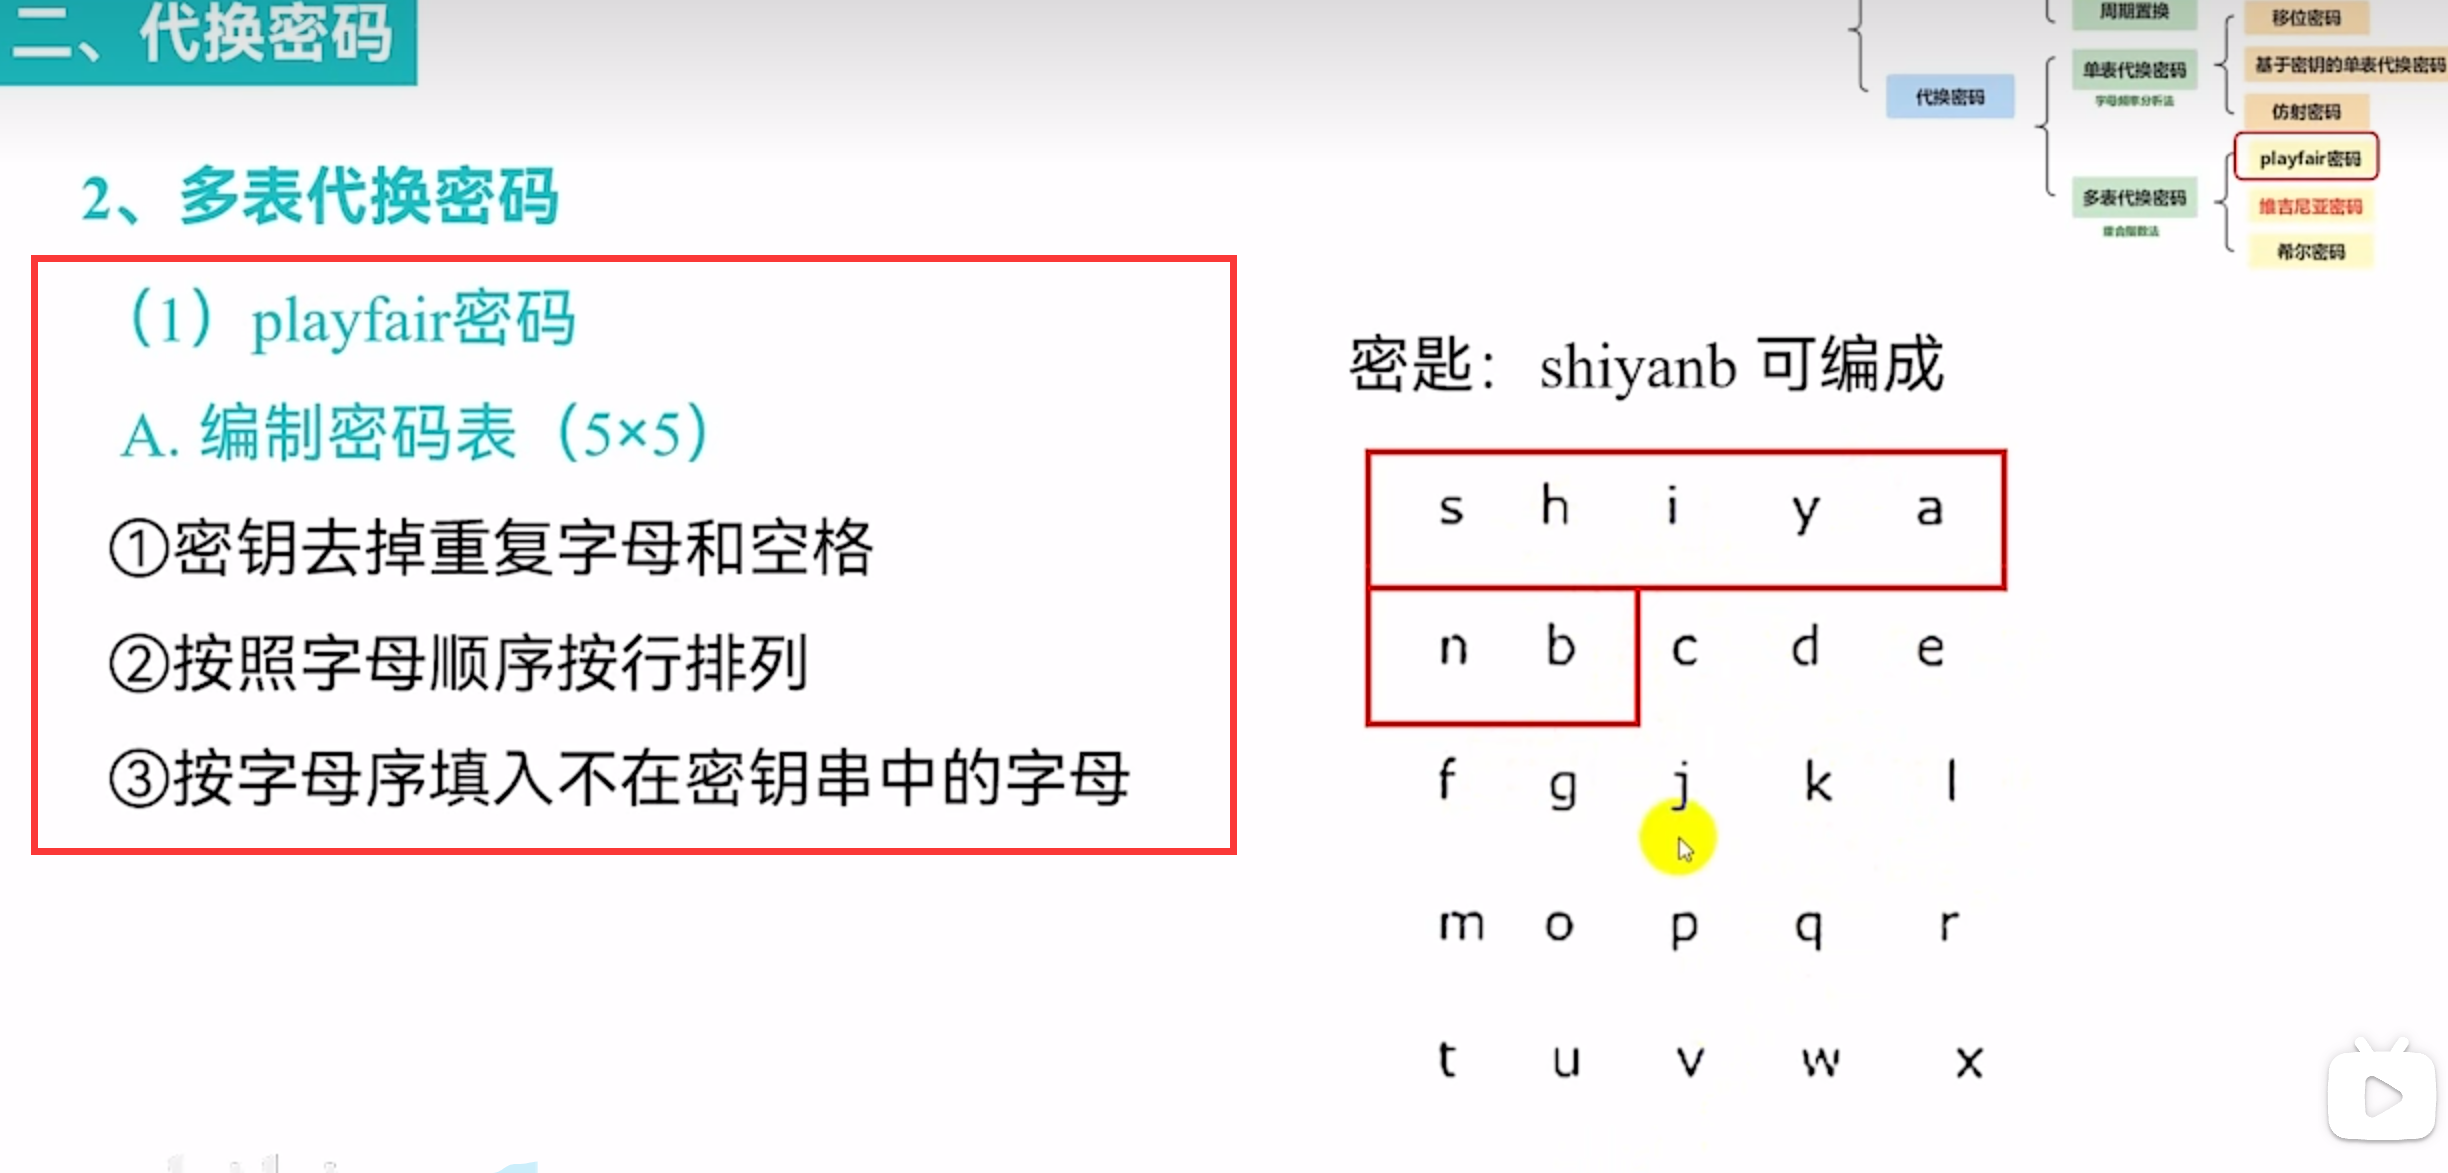 二、代换密码
周期置换
移位密码
单表代换密码
基于密钥的单表代换密码
字母频率分析法
代换密码
仿射密码
playfair密码
多表代换密码
维吉尼亚密码
重合指数法
希尔密码
2、多表代换密码
（1）playfair密码
A. 编制密码表（5×5）
①密钥去掉重复字母和空格
②按照字母顺序按行排列
③按字母序填入不在密钥串中的字母
密匙：shiyanb 可编成
s h i y a
n b c d e
f g j k l
m o p q r
t u v w x